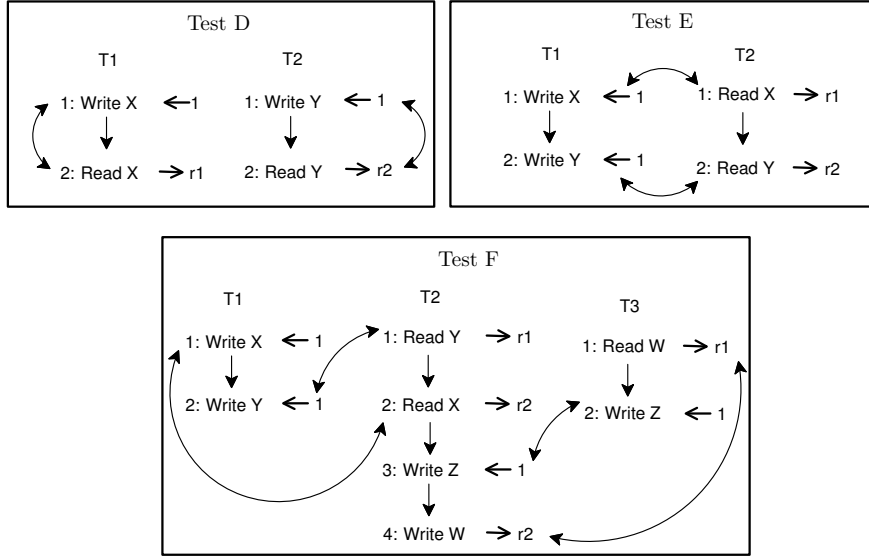 Test D
T1 T2
1: Write X 1 1: Write Y 1
2: Read X r1 2: Read Y r2
Test E
T1 T2
1: Write X 1 1: Read X r1
2: Write Y 1 2: Read Y r2
Test F
T1 T2 T3
1: Write X 1 1: Read Y r1 1: Read W r1
2: Write Y 1 2: Read X r2 2: Write Z 1
3: Write Z 1
4: Write W r2